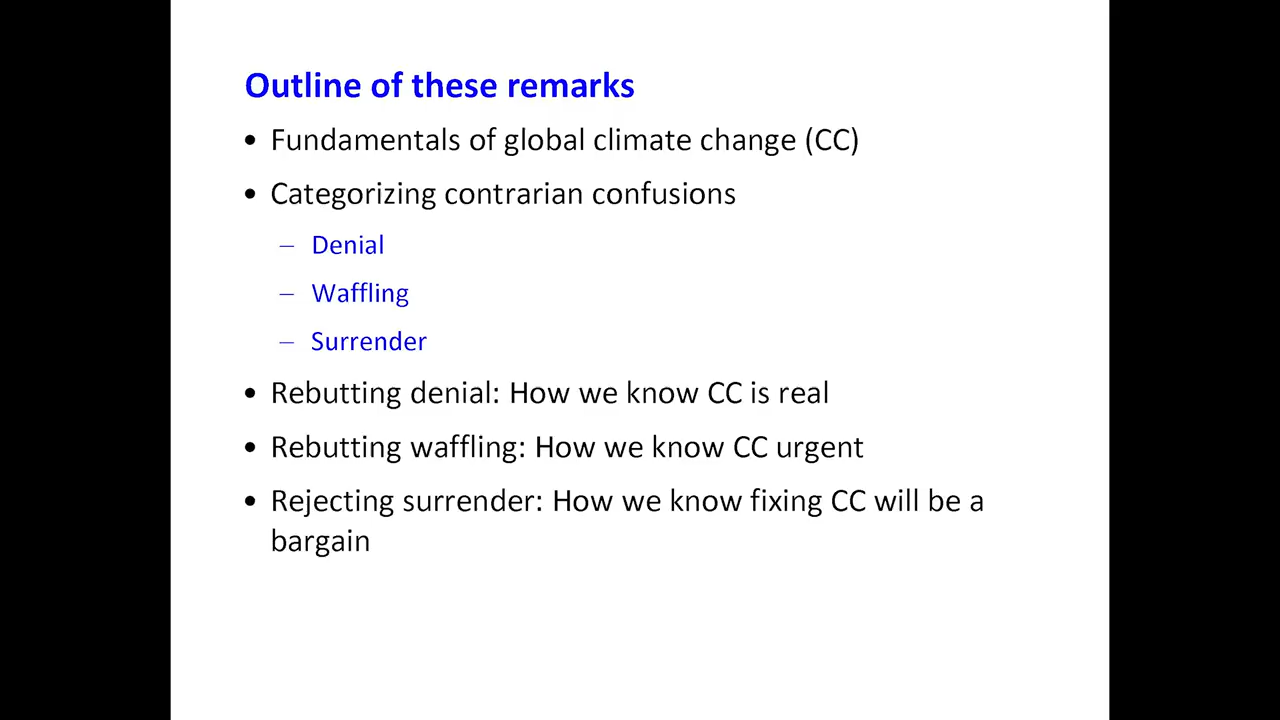 Outline of these remarks
• Fundamentals of global climate change (CC)
• Categorizing contrarian confusions
– Denial
– Waffling
– Surrender
• Rebutting denial: How we know CC is real
• Rebutting waffling: How we know CC urgent
• Rejecting surrender: How we know fixing CC will be a
bargain